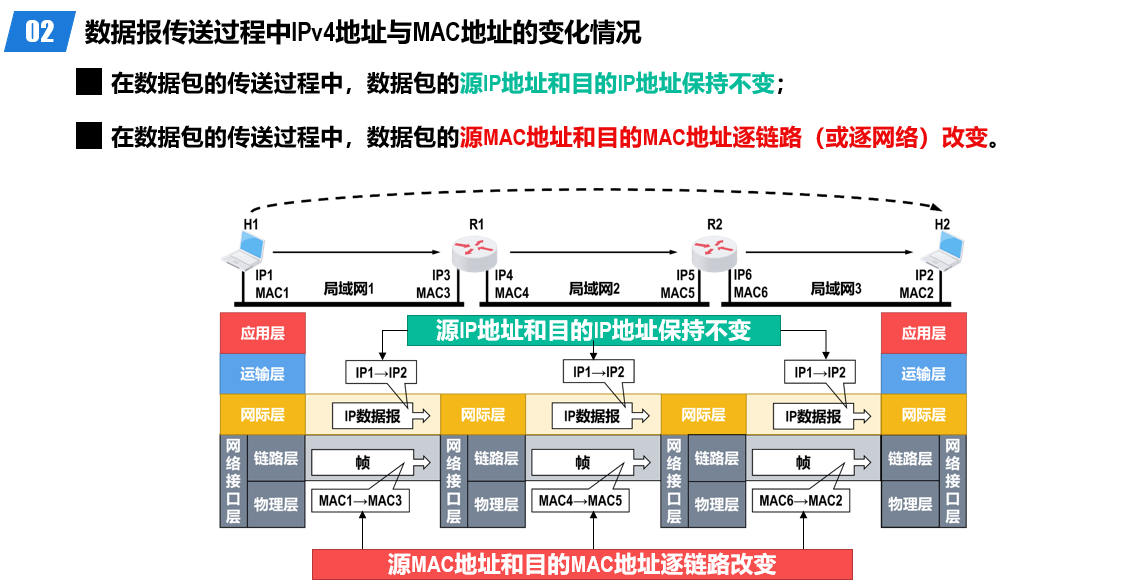 02 数据报传送过程中IPv4地址与MAC地址的变化情况
在数据包的传送过程中，数据包的源IP地址和目的IP地址保持不变；
在数据包的传送过程中，数据包的源MAC地址和目的MAC地址逐链路（或逐网络）改变。
H1 R1 R2 H2
IP1 IP3 IP4 IP5 IP6 IP2
MAC1 局域网1 MAC3 MAC4 局域网2 MAC5 MAC6 局域网3 MAC2
源IP地址和目的IP地址保持不变
应用层 应用层
运输层 IP1→IP2 IP1→IP2 IP1→IP2 运输层
网际层 IP数据报 网际层 IP数据报 网际层 IP数据报 网际层
网络接口层 链路层 帧 网络接口层 链路层 帧 网络接口层 链路层 帧 链路层 网络接口层
物理层 MAC1→MAC3 物理层 MAC4→MAC5 物理层 MAC6→MAC2 物理层
源MAC地址和目的MAC地址逐链路改变